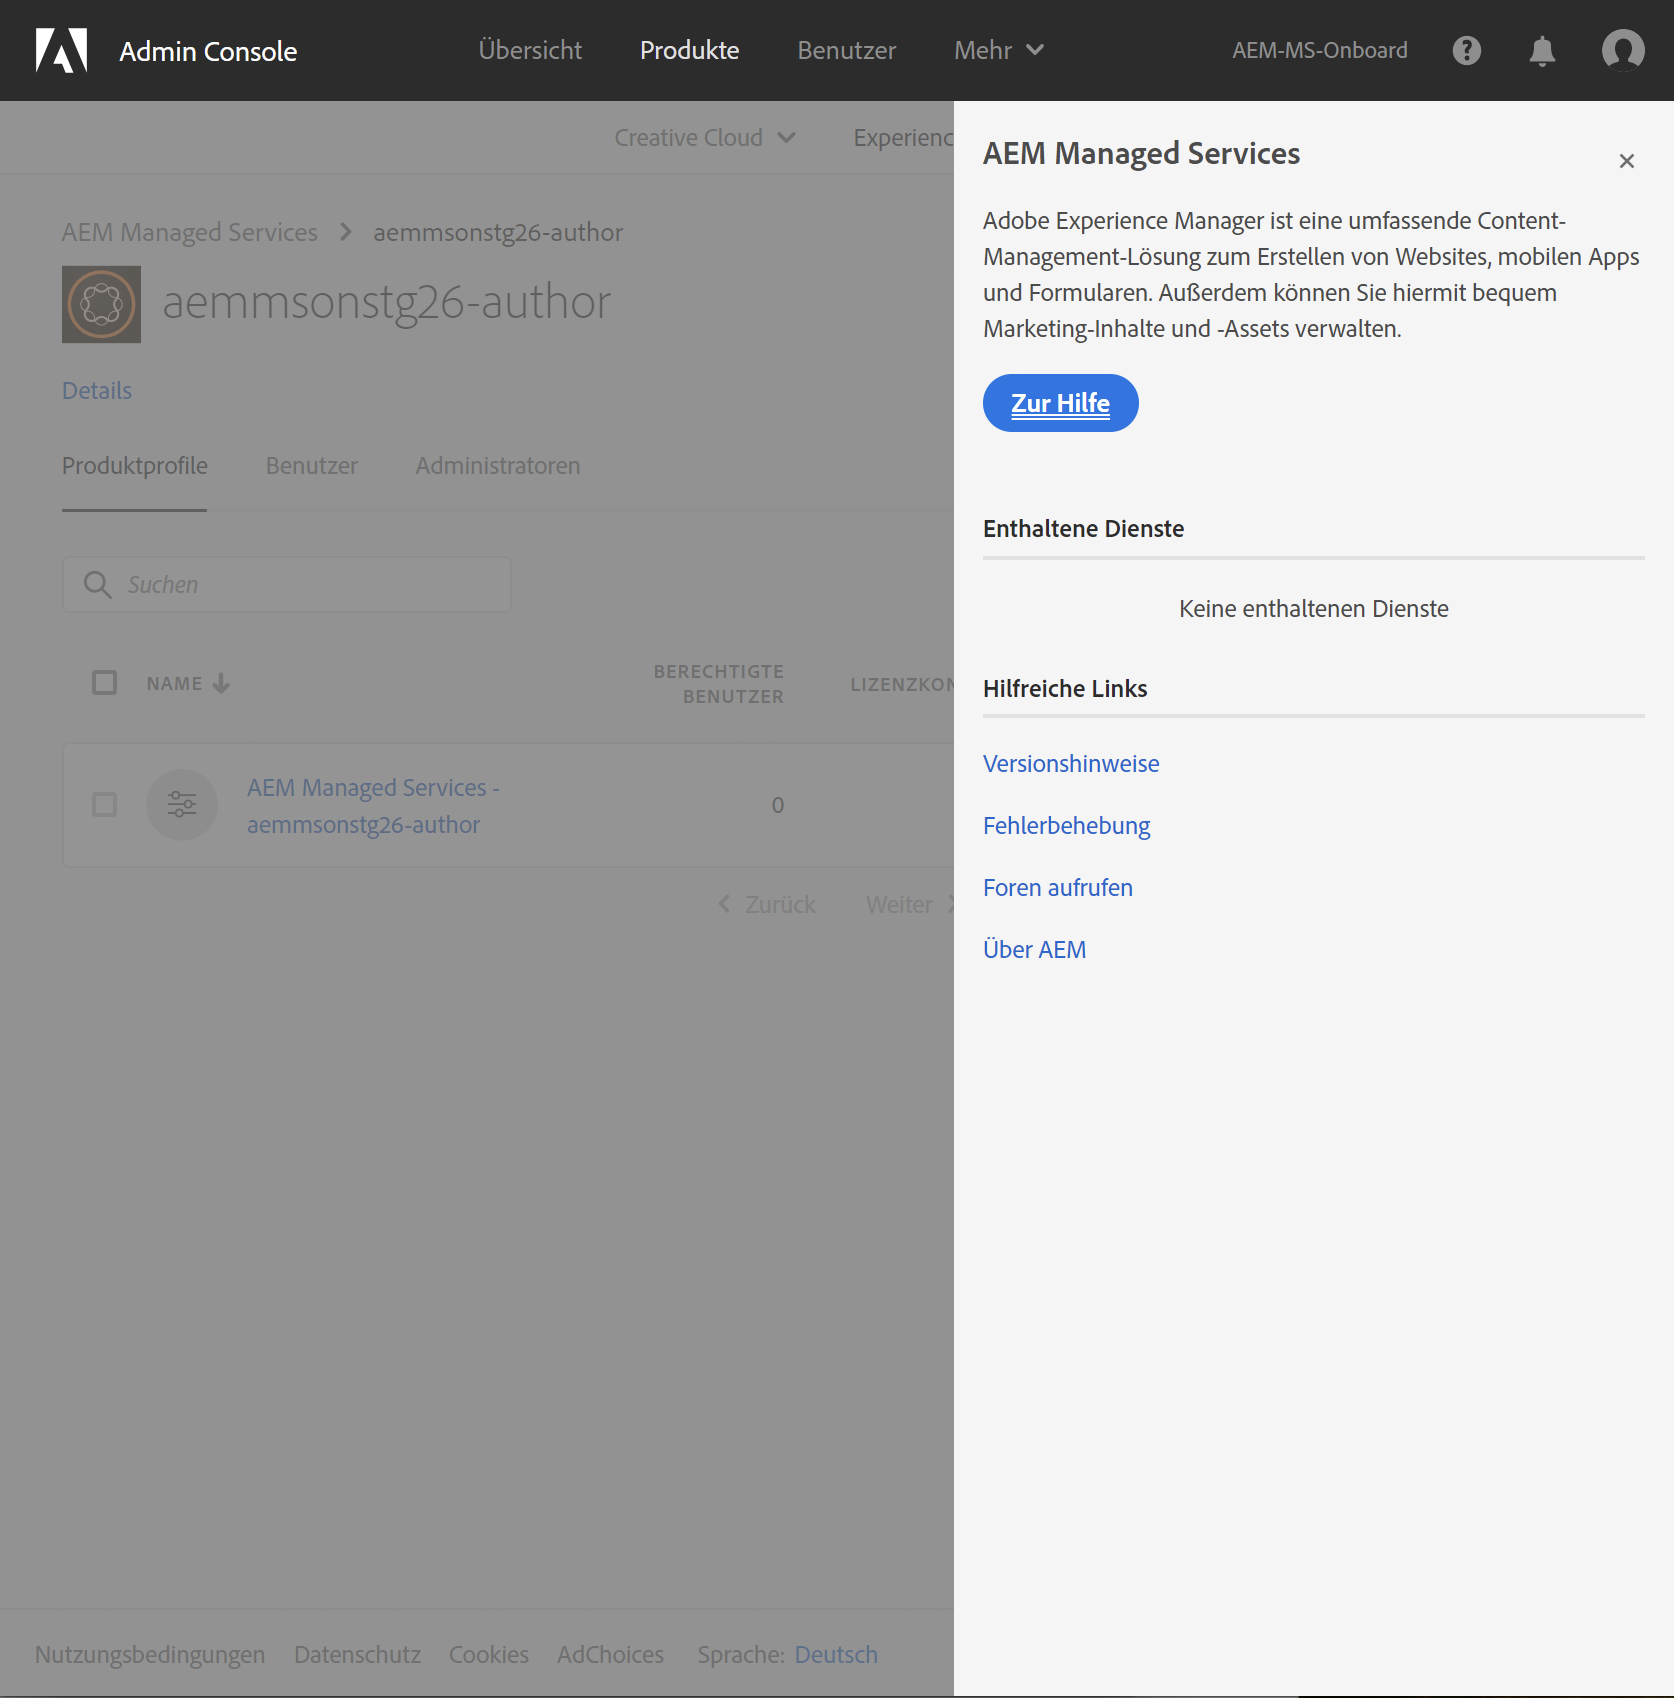 Admin Console
Übersicht
Produkte
Benutzer
Mehr
AEM-MS-Onboard
Creative Cloud
AEM Managed Services
aemmsonstg26-author
aemmsonstg26-author
Details
Produktprofile
Benutzer
Administratoren
Suchen
NAME
BERECHTIGTE
BENUTZER
AEM Managed Services -
aemmsonstg26-author
0
Zurück
Weiter
Nutzungsbedingungen
Datenschutz
Cookies
AdChoices
Sprache: Deutsch
AEM Managed Services
Adobe Experience Manager ist eine umfassende Content-
Management-Lösung zum Erstellen von Websites, mobilen Apps
und Formularen. Außerdem können Sie hiermit bequem
Marketing-Inhalte und -Assets verwalten.
Zur Hilfe
Enthaltene Dienste
Keine enthaltenen Dienste
Hilfreiche Links
Versionshinweise
Fehlerbehebung
Foren aufrufen
Über AEM